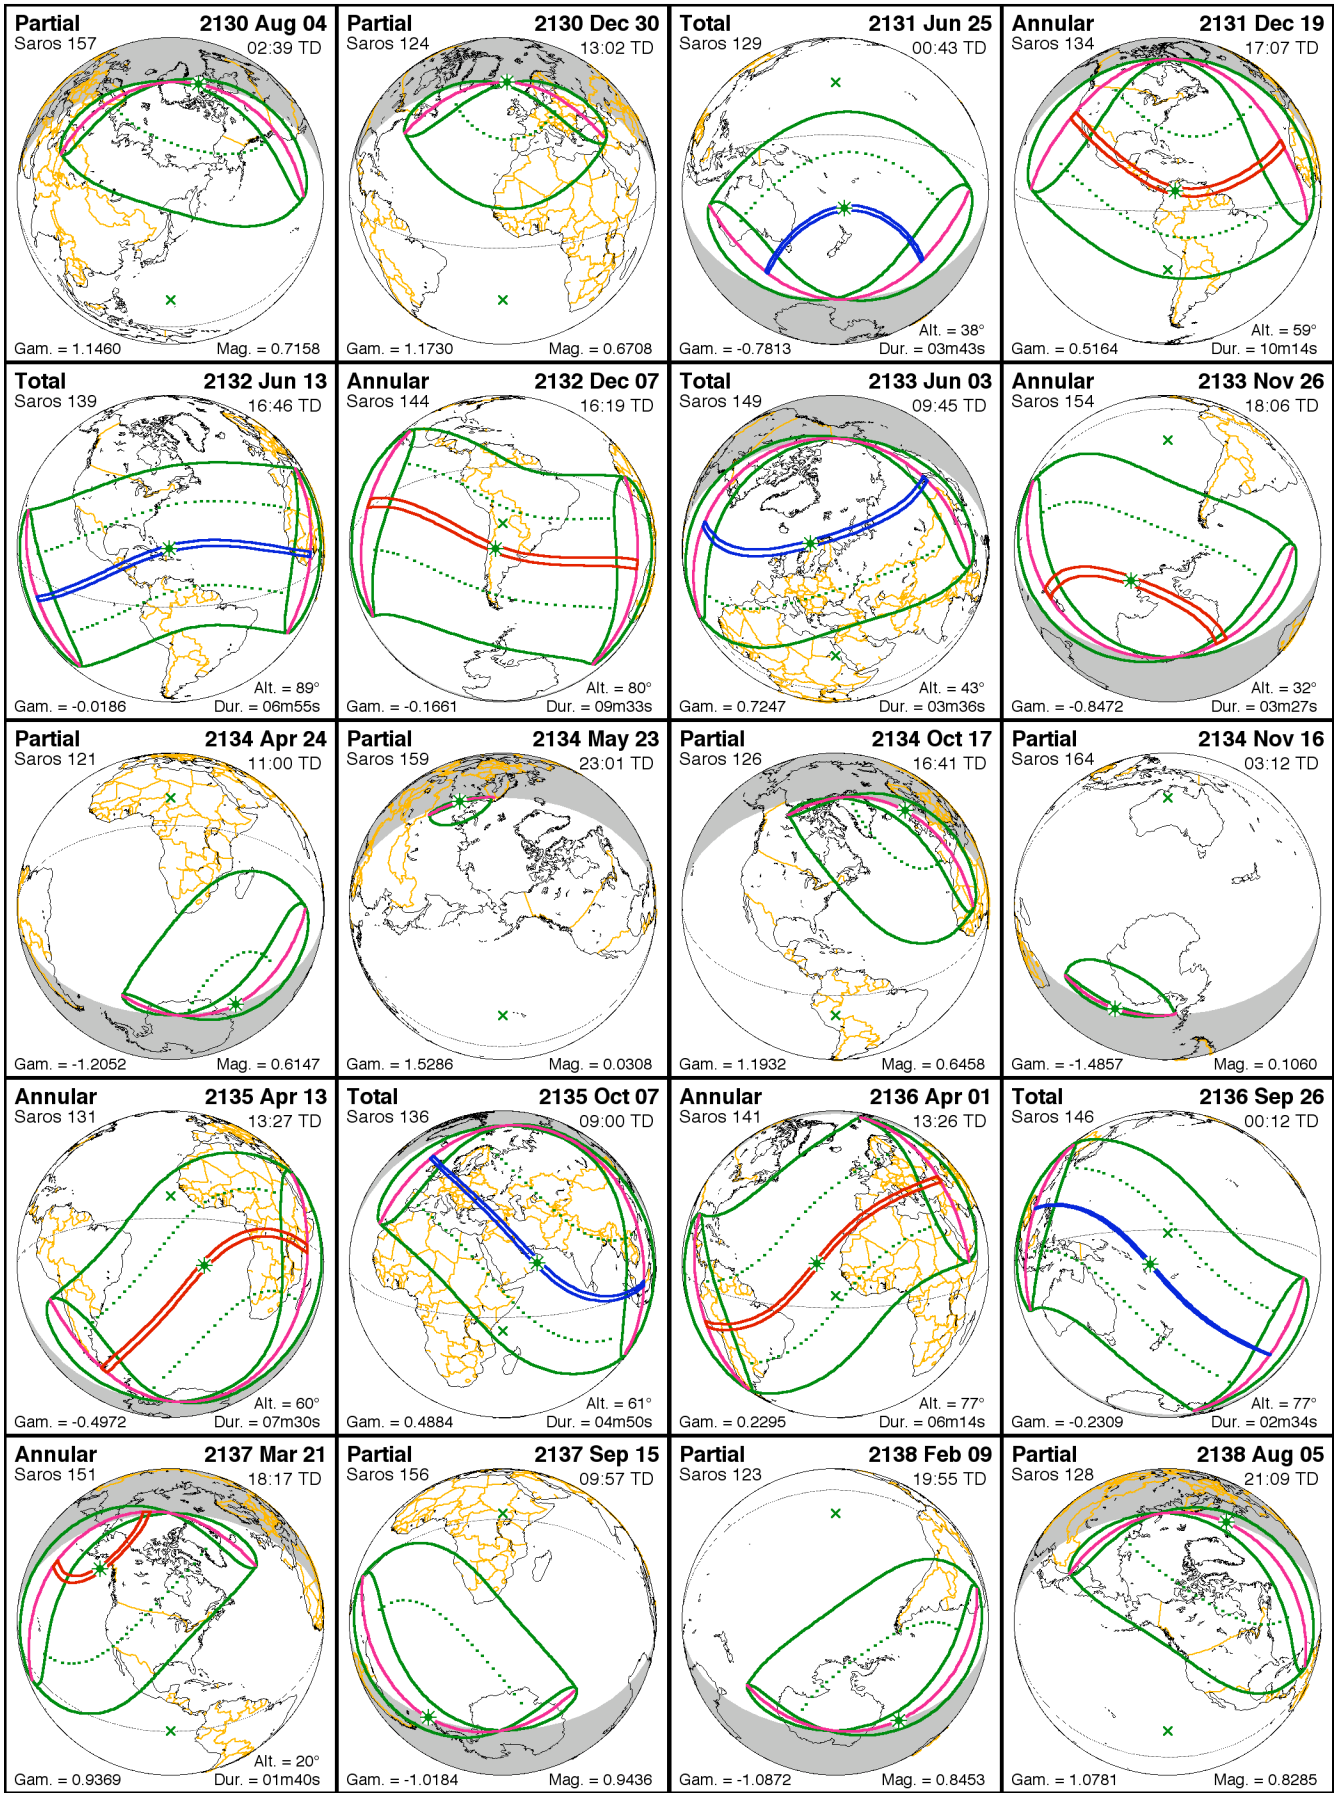 Partial 2130 Aug 04
Saros 157 02:39 TD
Gam. = 1.1460 Mag. = 0.7158
Partial 2130 Dec 30
Saros 124 13:02 TD
Gam. = 1.1730 Mag. = 0.6708
Total 2131 Jun 25
Saros 129 00:43 TD
Alt. = 38°
Gam. = -0.7813 Dur. = 03m43s
Annular 2131 Dec 19
Saros 134 17:07 TD
Alt. = 59°
Gam. = 0.5164 Dur. = 10m14s
Total 2132 Jun 13
Saros 139 16:46 TD
Alt. = 89°
Gam. = -0.0186 Dur. = 06m55s
Annular 2132 Dec 07
Saros 144 16:19 TD
Alt. = 80°
Gam. = -0.1661 Dur. = 09m33s
Total 2133 Jun 03
Saros 149 09:45 TD
Alt. = 43°
Gam. = 0.7247 Dur. = 03m36s
Annular 2133 Nov 26
Saros 154 18:06 TD
Alt. = 32°
Gam. = -0.8472 Dur. = 03m27s
Partial 2134 Apr 24
Saros 121 11:00 TD
Gam. = -1.2052 Mag. = 0.6147
Partial 2134 May 23
Saros 159 23:01 TD
Gam. = 1.5286 Mag. = 0.0308
Partial 2134 Oct 17
Saros 126 16:41 TD
Gam. = 1.1932 Mag. = 0.6458
Partial 2134 Nov 16
Saros 164 03:12 TD
Gam. = -1.4857 Mag. = 0.1060
Annular 2135 Apr 13
Saros 131 13:27 TD
Alt. = 60°
Gam. = -0.4972 Dur. = 07m30s
Total 2135 Oct 07
Saros 136 09:00 TD
Alt. = 61°
Gam. = 0.4884 Dur. = 04m50s
Annular 2136 Apr 01
Saros 141 13:26 TD
Alt. = 77°
Gam. = 0.2295 Dur. = 06m14s
Total 2136 Sep 26
Saros 146 00:12 TD
Alt. = 77°
Gam. = -0.2309 Dur. = 02m34s
Annular 2137 Mar 21
Saros 151 18:17 TD
Alt. = 20°
Gam. = 0.9369 Dur. = 01m40s
Partial 2137 Sep 15
Saros 156 09:57 TD
Gam. = -1.0184 Mag. = 0.9436
Partial 2138 Feb 09
Saros 123 19:55 TD
Gam. = -1.0872 Mag. = 0.8453
Partial 2138 Aug 05
Saros 128 21:09 TD
Gam. = 1.0781 Mag. = 0.8285